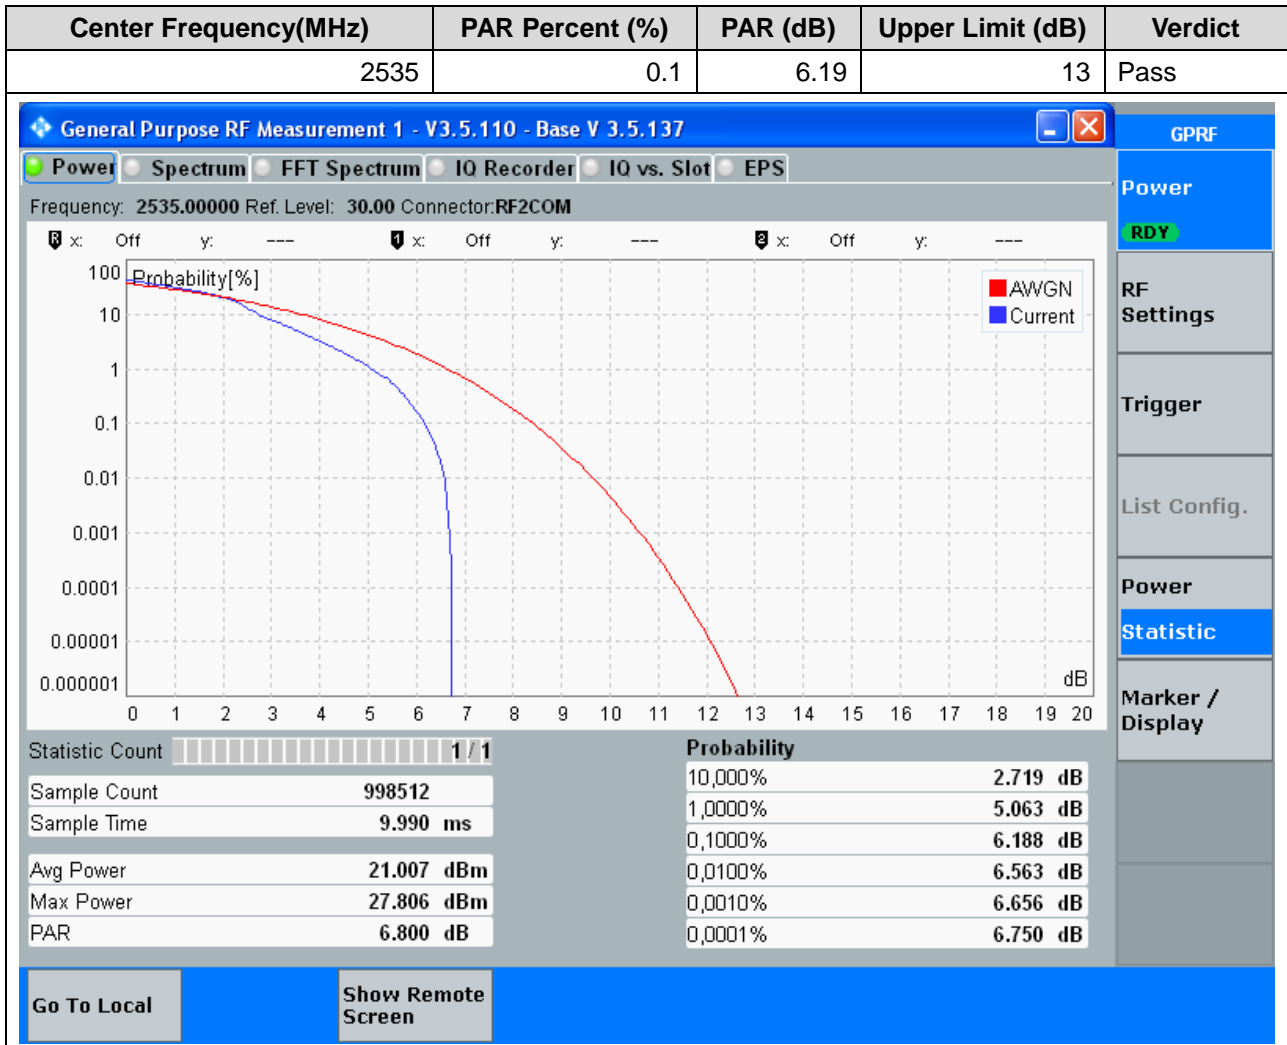 Center Frequency(MHz) PAR Percent (%) PAR (dB) Upper Limit (dB) Verdict
2535 0.1 6.19 13 Pass
General Purpose RF Measurement 1 - V3.5.110 - Base V 3.5.137
GPRF
Power Spectrum FFT Spectrum IQ Recorder IQ vs. Slot EPS
Power
RDY
Frequency: 2535.00000 Ref. Level: 30.00 Connector:RF2COM
R x: Off y: --- 1 x: Off y: --- 2 x: Off y: ---
Probability[%]
AWGN
Current
100
10
1
0.1
0.01
0.001
0.0001
0.00001
0.000001
dB
0 1 2 3 4 5 6 7 8 9 10 11 12 13 14 15 16 17 18 19 20
RF
Settings
Trigger
List Config.
Power
Statistic
Marker /
Display
Statistic Count 1 / 1
Sample Count 998512
Sample Time 9.990 ms
Avg Power 21.007 dBm
Max Power 27.806 dBm
PAR 6.800 dB
Probability
10,000% 2.719 dB
1,0000% 5.063 dB
0,1000% 6.188 dB
0,0100% 6.563 dB
0,0010% 6.656 dB
0,0001% 6.750 dB
Go To Local
Show Remote
Screen